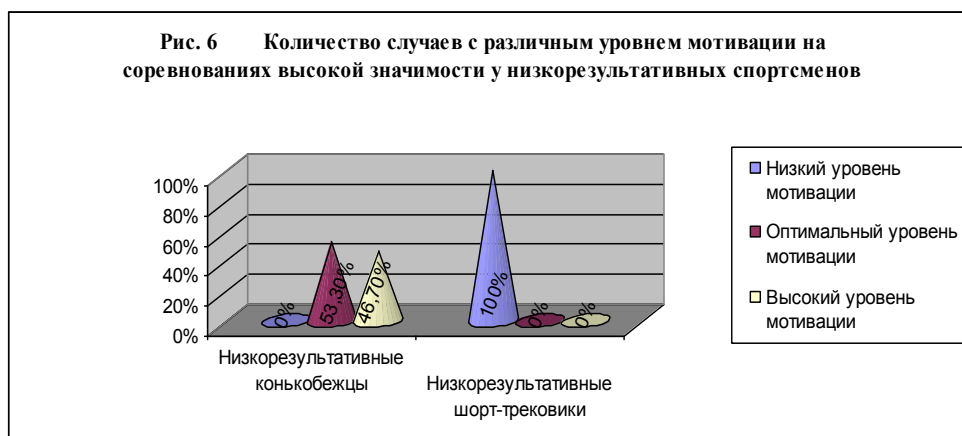 Рис. 6 Количество случаев с различным уровнем мотивации на
соревнованиях высокой значимости у низкорезультативных спортсменов
100%
80%
60%
40%
20%
0%
0%
53,30%
46,70%
100%
0%
0%
Низкорезультативные
конькобежцы
Низкорезультативные
шорт-трековики
Низкий уровень
мотивации
Оптимальный уровень
мотивации
Высокий уровень
мотивации